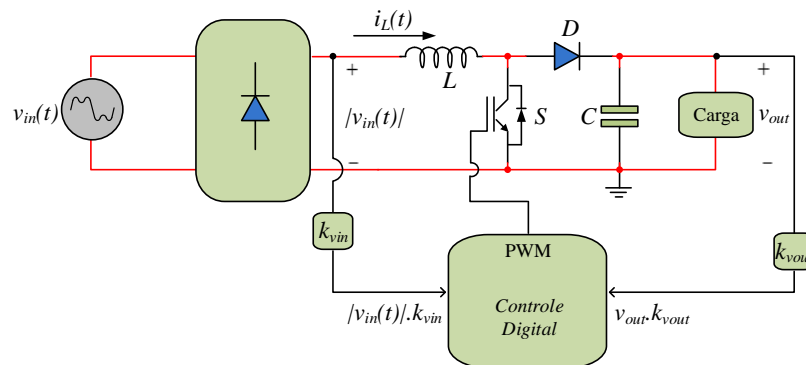 i_L(t)
D
v_in(t)
+
L
|v_in(t)|
S
C
Carga
+
v_out
−
−
k_vin
PWM
k_vout
Controle
Digital
|v_in(t)|.k_vin
v_out.k_vout